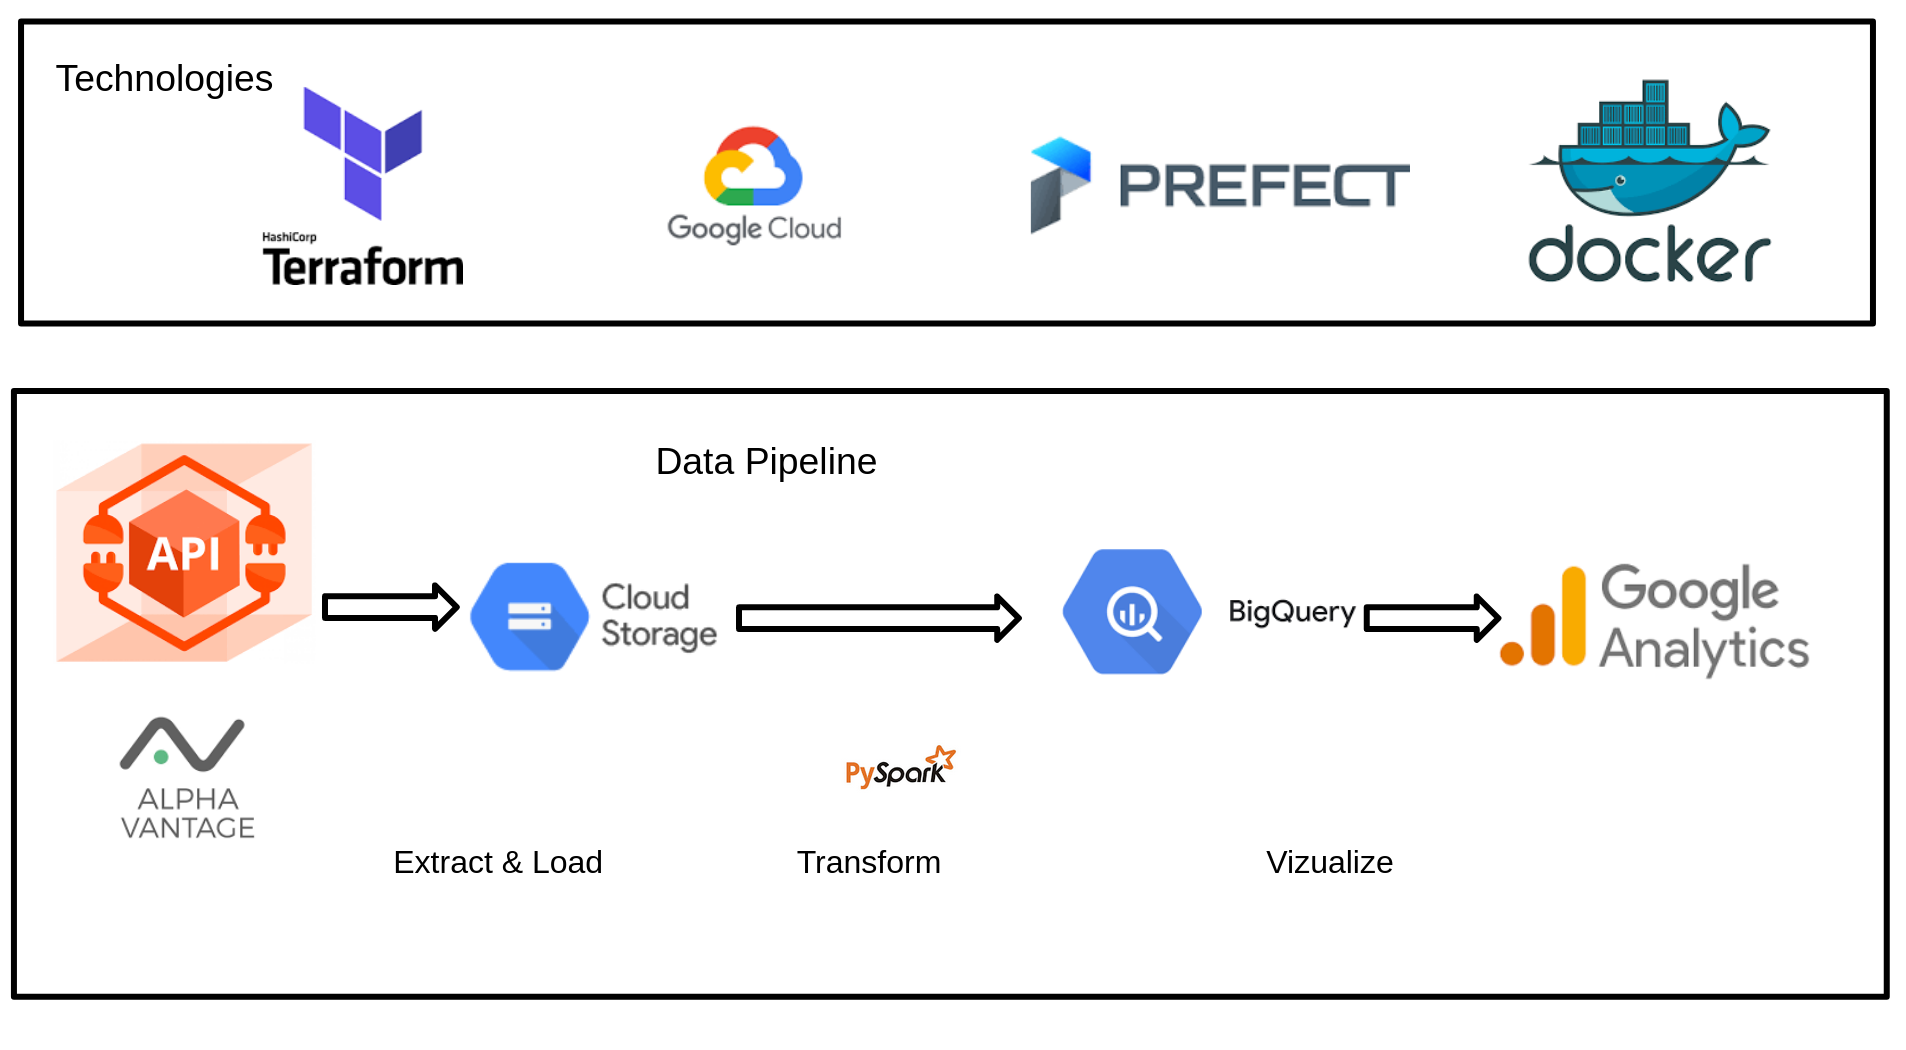 Technologies
HashiCorp
Terraform
Google Cloud
PREFECT
docker
Data Pipeline
API
Cloud
Storage
BigQuery
Google
Analytics
ALPHA
VANTAGE
PySpark
Extract & Load
Transform
Vizualize